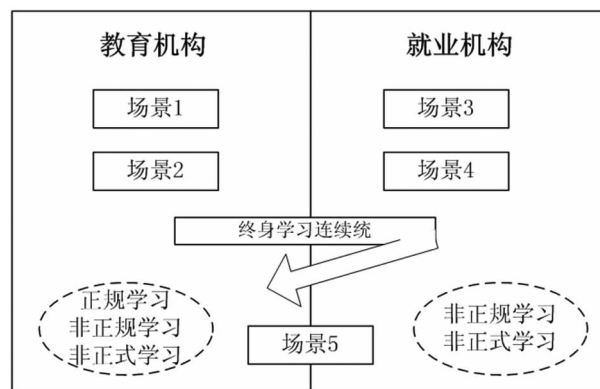 教育机构
就业机构
场景1
场景3
场景2
场景4
终身学习连续统
正规学习
非正规学习
非正式学习
非正规学习
非正式学习
场景5